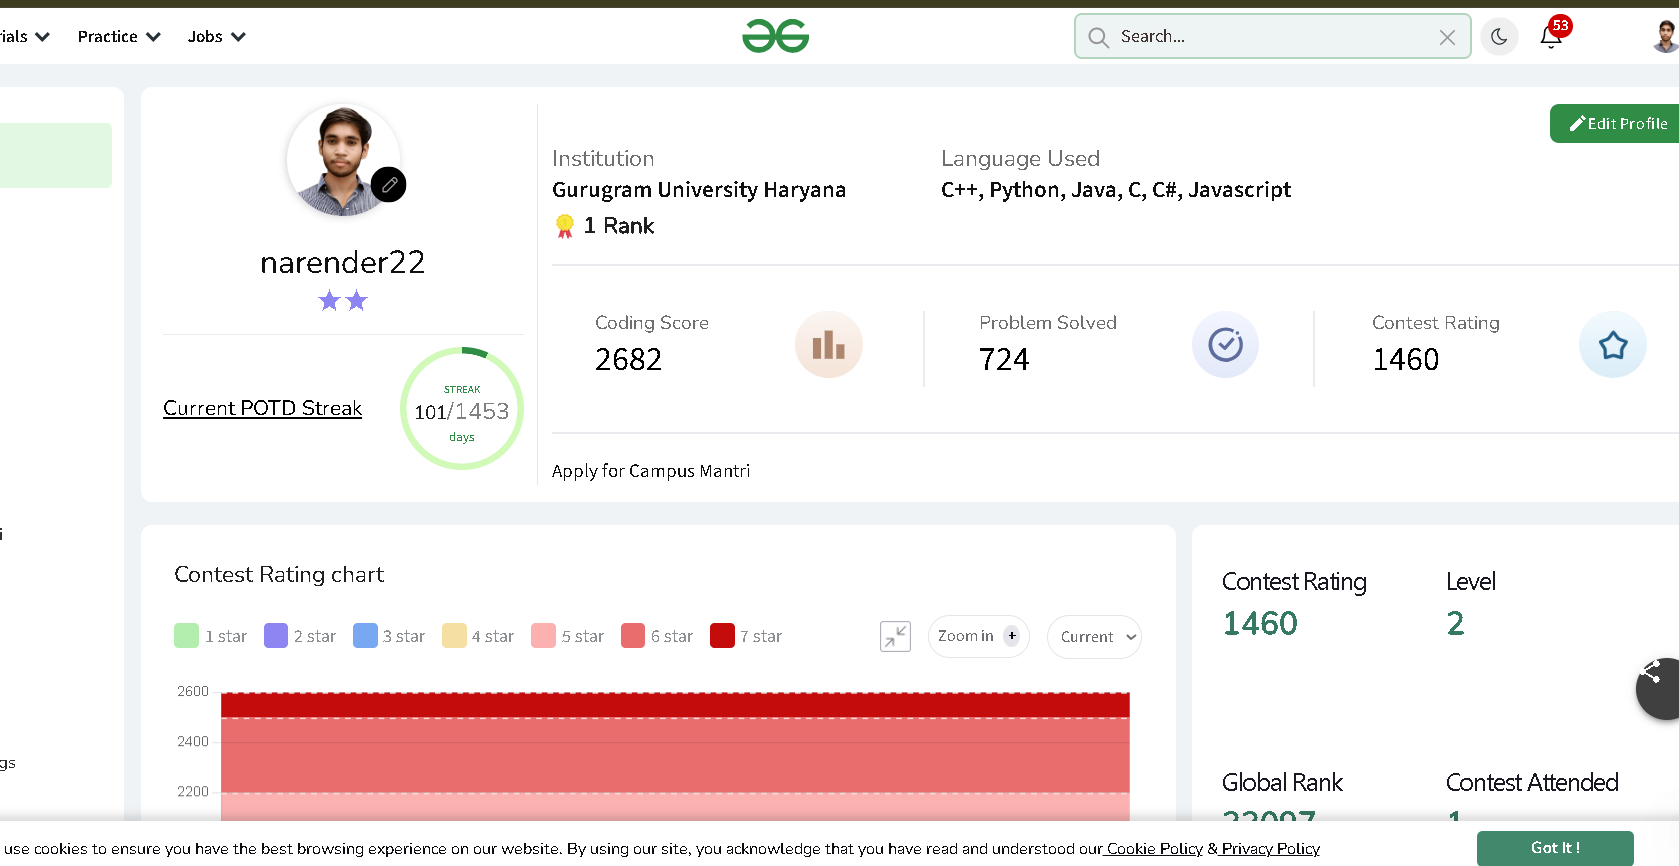 rials Practice Jobs Search... 53
Edit Profile
Institution Language Used
Gurugram University Haryana C++, Python, Java, C, C#, Javascript
1 Rank
narender22
Coding Score Problem Solved Contest Rating
2682 724 1460
STREAK
Current POTD Streak 101/1453
days
Apply for Campus Mantri
i
Contest Rating chart
Contest Rating Level
1460 2
1 star 2 star 3 star 4 star 5 star 6 star 7 star Zoom in + Current
2600
2400
gs
2200
Global Rank Contest Attended
23097 1
use cookies to ensure you have the best browsing experience on our website. By using our site, you acknowledge that you have read and understood our Cookie Policy & Privacy Policy Got It !